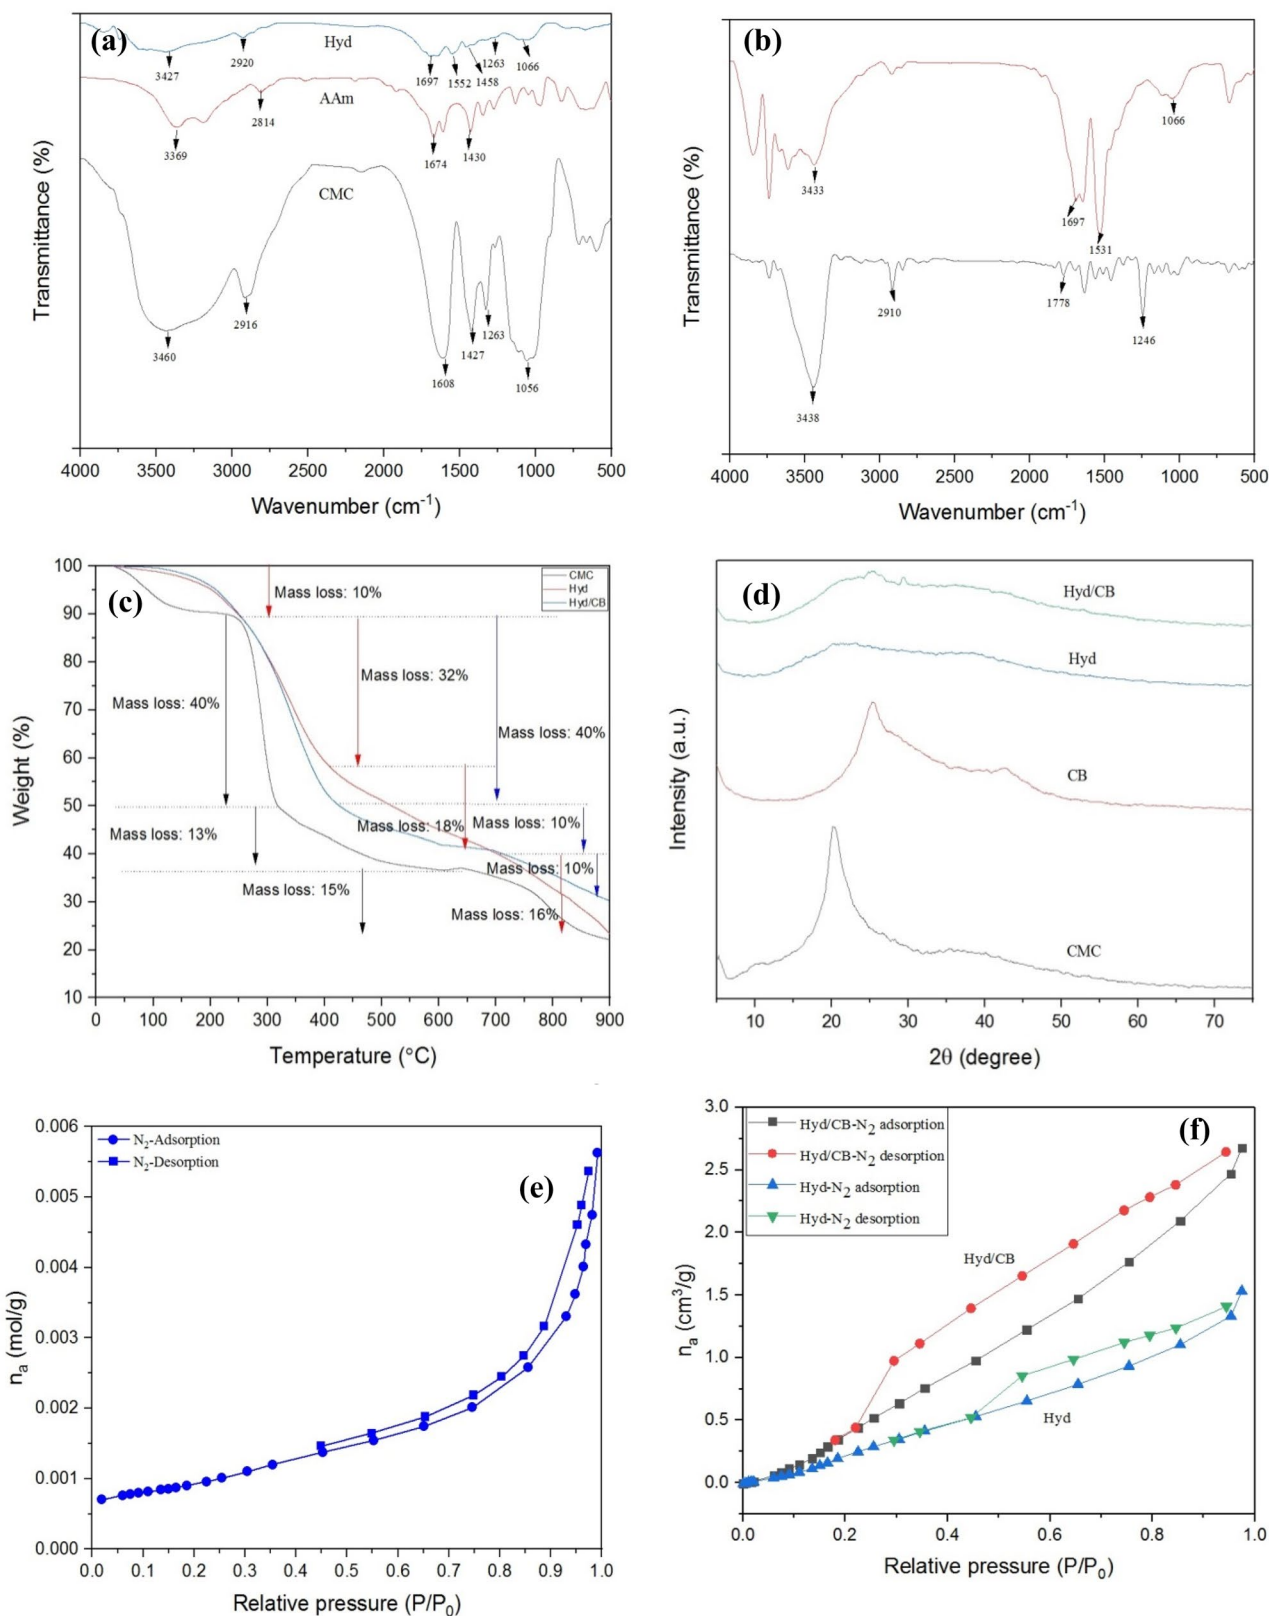 (a)
Hyd
3427
2920
1697
1552
1458
1263
1066
AAm
3369
2814
1674
1430
CMC
3460
2916
1608
1427
1263
1056
Transmittance (%)
4000 3500 3000 2500 2000 1500 1000 500
Wavenumber (cm⁻¹)
(b)
3433
1697
1531
1066
3438
2910
1778
1246
Transmittance (%)
4000 3500 3000 2500 2000 1500 1000 500
Wavenumber (cm⁻¹)
(c)
CMC
Hyd
Hyd/CB
Mass loss: 10%
Mass loss: 32%
Mass loss: 40%
Mass loss: 40%
Mass loss: 18%
Mass loss: 10%
Mass loss: 13%
Mass loss: 10%
Mass loss: 15%
Mass loss: 16%
Weight (%)
100
90
80
70
60
50
40
30
20
10
0 100 200 300 400 500 600 700 800 900
Temperature (°C)
(d)
Hyd/CB
Hyd
CB
CMC
Intensity (a.u.)
10 20 30 40 50 60 70
2θ (degree)
(e)
N₂-Adsorption
N₂-Desorption
nₐ (mol/g)
0.006
0.005
0.004
0.003
0.002
0.001
0.000
0.0 0.1 0.2 0.3 0.4 0.5 0.6 0.7 0.8 0.9 1.0
Relative pressure (P/P₀)
(f)
Hyd/CB-N₂ adsorption
Hyd/CB-N₂ desorption
Hyd-N₂ adsorption
Hyd-N₂ desorption
Hyd/CB
Hyd
nₐ (cm³/g)
3.0
2.5
2.0
1.5
1.0
0.5
0.0
0.0 0.2 0.4 0.6 0.8 1.0
Relative pressure (P/P₀)